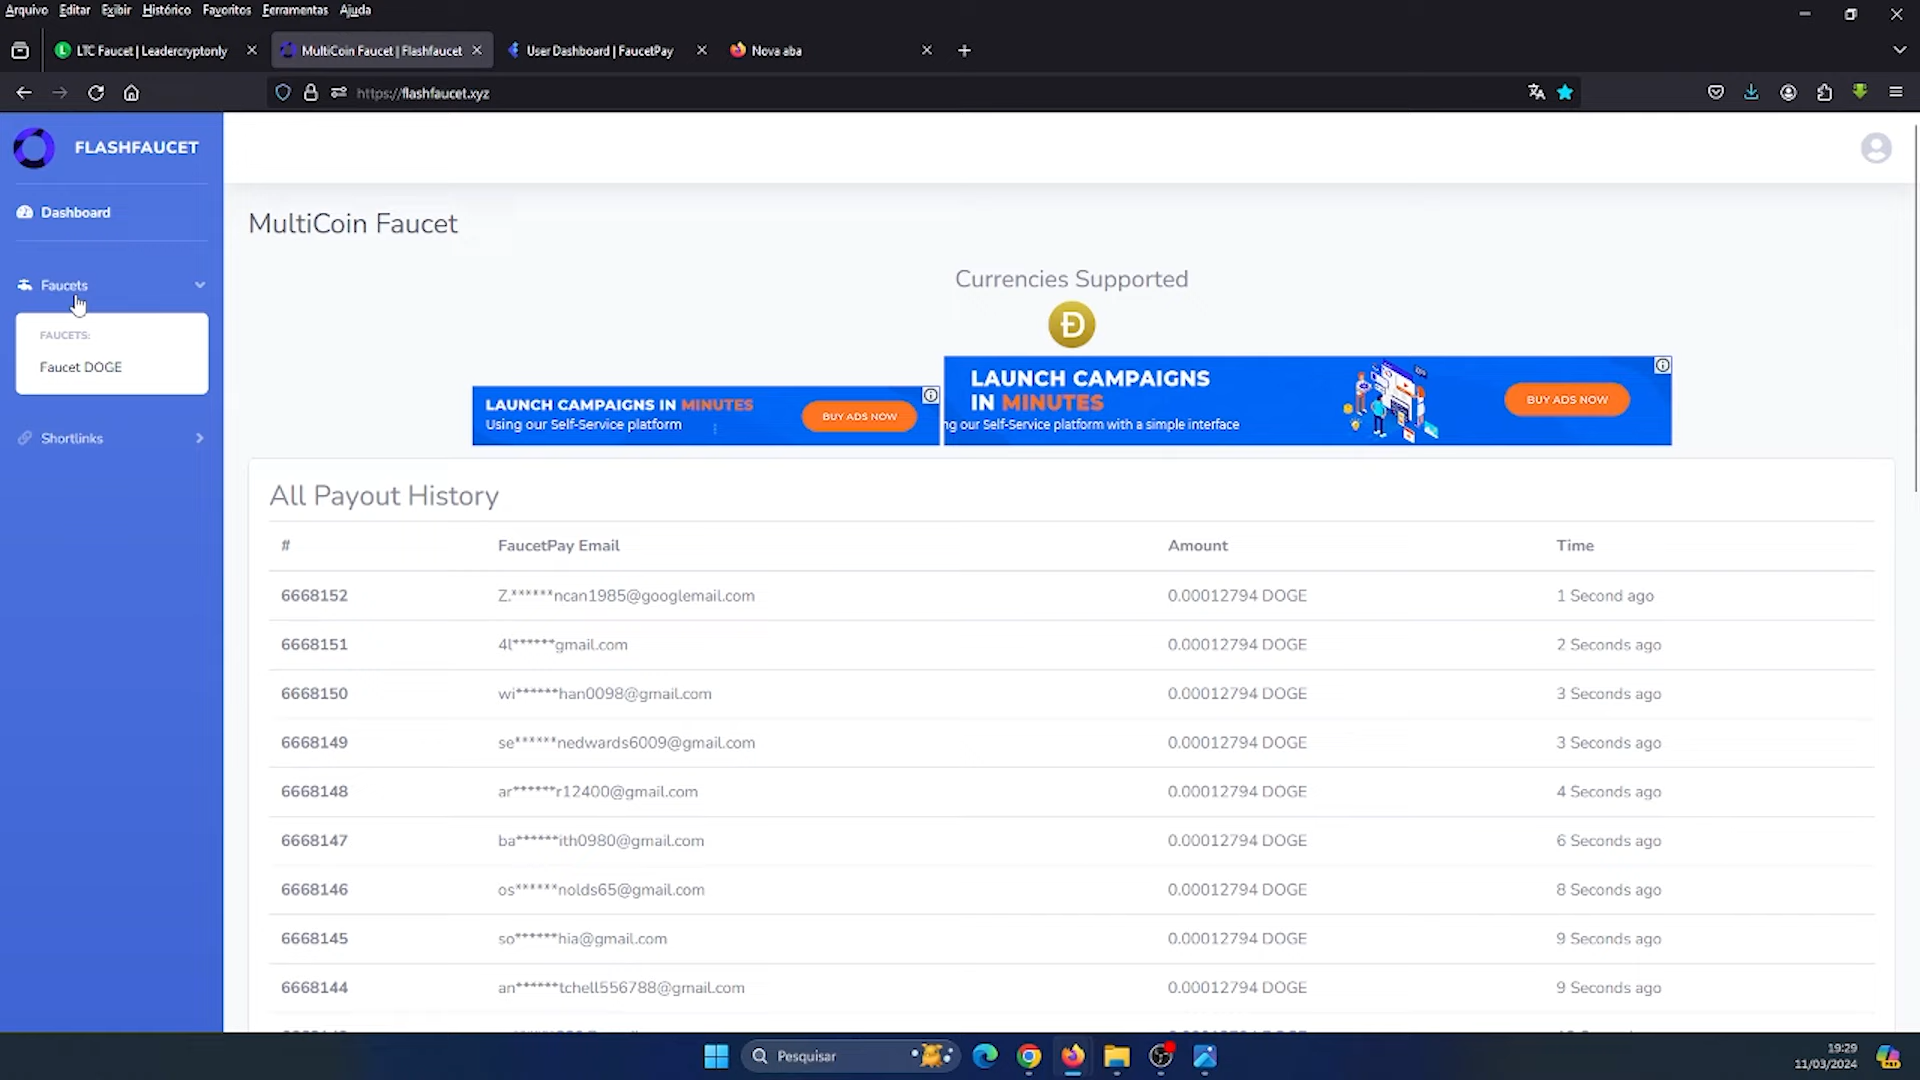 Arquivo Editar Exibir Histórico Favoritos Ferramentas Ajuda
LTC Faucet | Leadercryptonly
MultiCoin Faucet | Flashfaucet
User Dashboard | FaucetPay
Nova aba
https://flashfaucet.xyz
FLASHFAUCET
Dashboard
Faucets
FAUCETS:
Faucet DOGE
Shortlinks
MultiCoin Faucet
Currencies Supported
LAUNCH CAMPAIGNS IN MINUTES
Using our Self-Service platform
BUY ADS NOW
LAUNCH CAMPAIGNS
IN MINUTES
ng our Self-Service platform with a simple interface
BUY ADS NOW
All Payout History
# FaucetPay Email Amount Time
6668152 Z.******ncan1985@googlemail.com 0.00012794 DOGE 1 Second ago
6668151 4l******gmail.com 0.00012794 DOGE 2 Seconds ago
6668150 wi******han0098@gmail.com 0.00012794 DOGE 3 Seconds ago
6668149 se******nedwards6009@gmail.com 0.00012794 DOGE 3 Seconds ago
6668148 ar******r12400@gmail.com 0.00012794 DOGE 4 Seconds ago
6668147 ba******ith0980@gmail.com 0.00012794 DOGE 6 Seconds ago
6668146 os******nolds65@gmail.com 0.00012794 DOGE 8 Seconds ago
6668145 so******hia@gmail.com 0.00012794 DOGE 9 Seconds ago
6668144 an******tchell556788@gmail.com 0.00012794 DOGE 9 Seconds ago
Pesquisar
19:29
11/03/2024